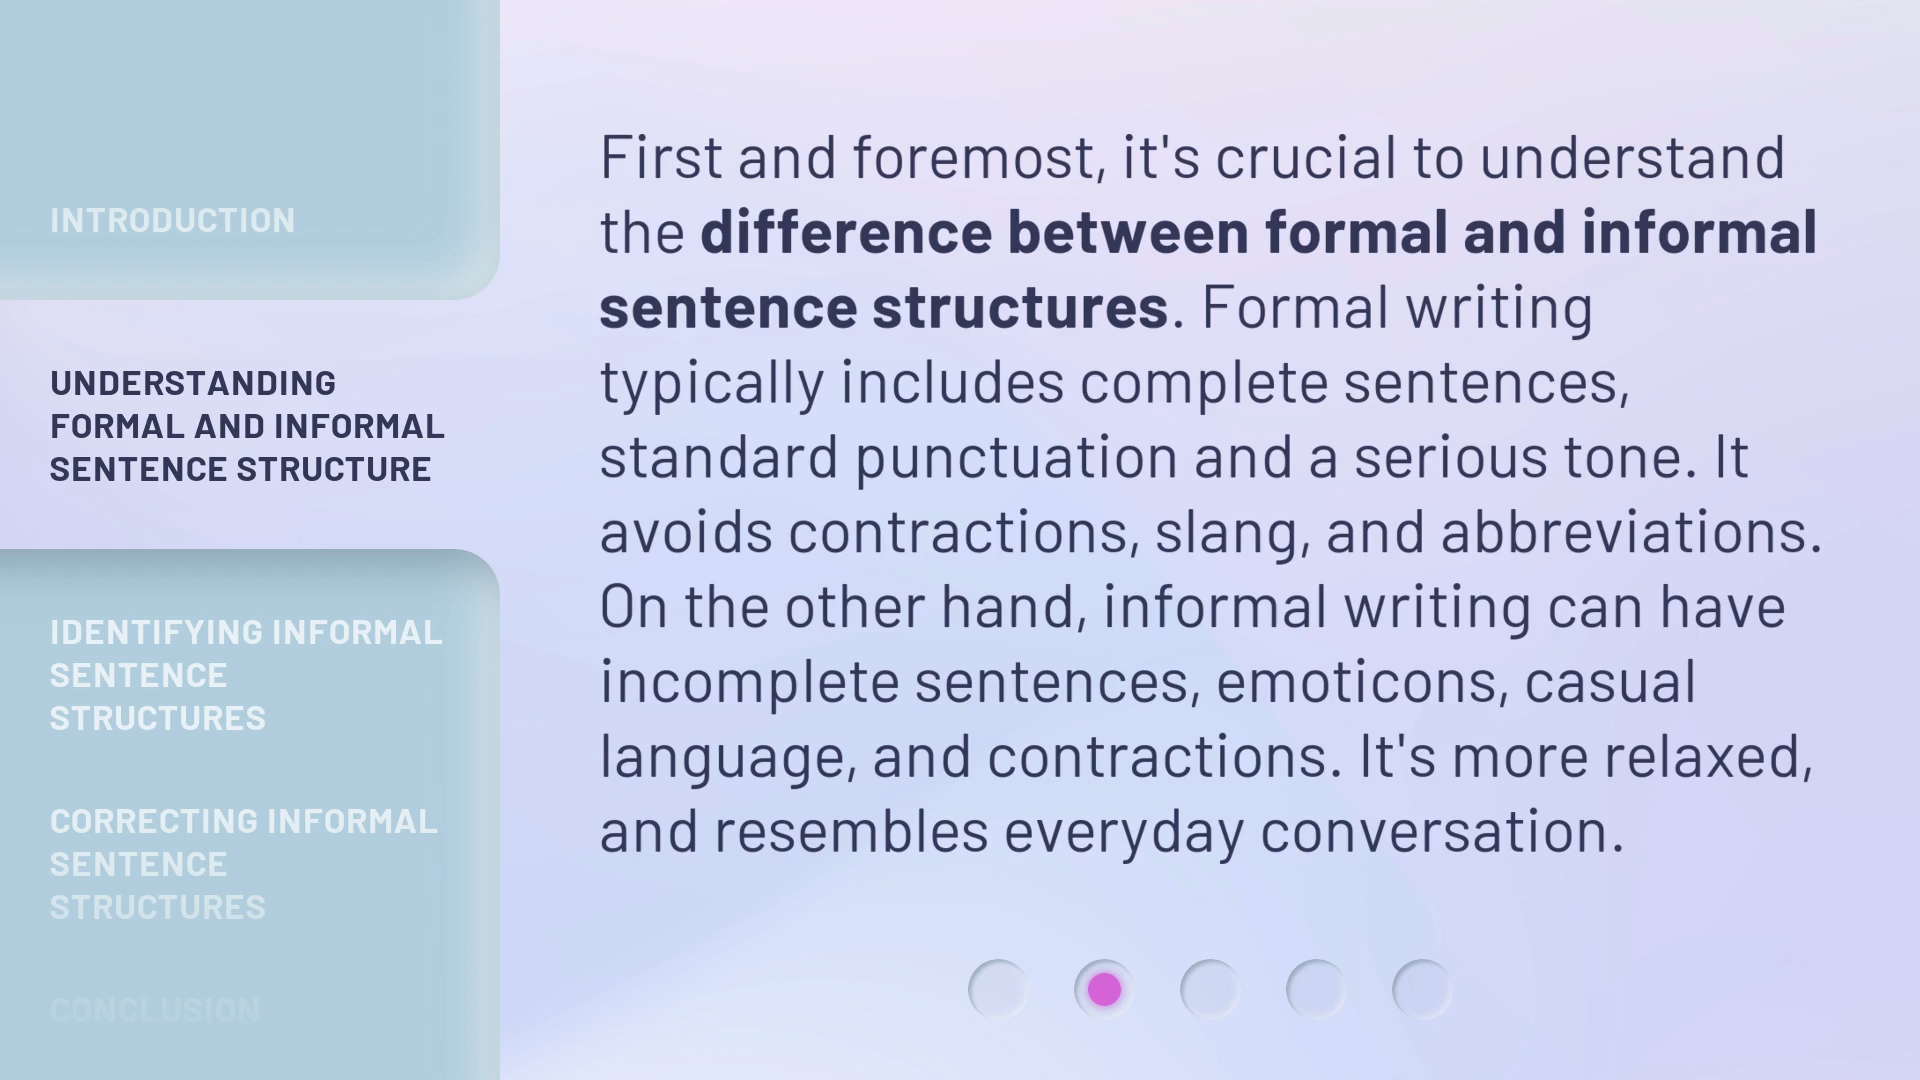 INTRODUCTION
UNDERSTANDING
FORMAL AND INFORMAL
SENTENCE STRUCTURE
IDENTIFYING INFORMAL
SENTENCE
STRUCTURES
CORRECTING INFORMAL
SENTENCE
STRUCTURES
CONCLUSION
First and foremost, it's crucial to understand
the difference between formal and informal
sentence structures. Formal writing
typically includes complete sentences,
standard punctuation and a serious tone. It
avoids contractions, slang, and abbreviations.
On the other hand, informal writing can have
incomplete sentences, emoticons, casual
language, and contractions. It's more relaxed,
and resembles everyday conversation.